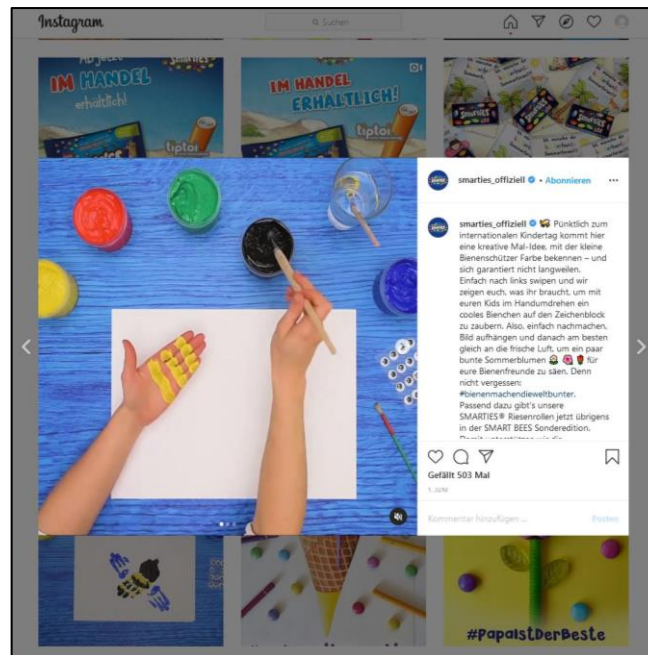 Instagram
Suchen
Ab jetzt
IM HANDEL
erhältlich!
tiptoi
SMARTIES
IM HANDEL
ERHÄLTLICH!
tiptoi
smarties_offiziell • Abonnieren
smarties_offiziell 🐝 Pünktlich zum
internationalen Kindertag kommt hier
eine kreative Mal-Idee, mit der kleine
Bienenschützer Farbe bekennen – und
sich garantiert nicht langweilen.
Einfach nach links swipen und wir
zeigen euch, was ihr braucht, um mit
euren Kids im Handumdrehen ein
cooles Bienchen auf den Zeichenblock
zu zaubern. Also, einfach nachmachen,
Bild aufhängen und danach am besten
gleich an die frische Luft, um ein paar
bunte Sommerblumen 🌼 🌺 🌷 für
eure Bienenfreunde zu säen. Denn
nicht vergessen:
#bienenmachendieweltbunter.
Passend dazu gibt's unsere
SMARTIES® Riesenrollen jetzt übrigens
in der SMART BEES Sonderedition.
Gefällt 503 Mal
1. JUNI
Kommentar hinzufügen ...
Posten
#PapaIstDerBeste